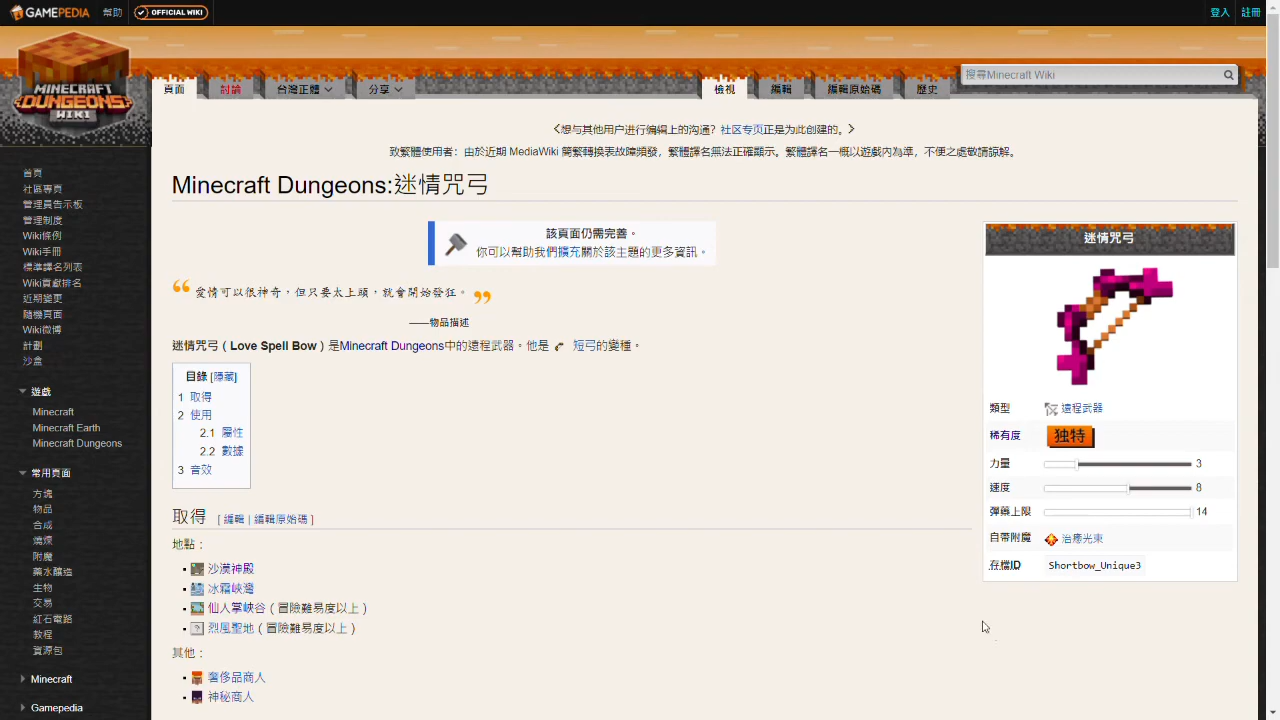 GAMEPEDIA 幫助 OFFICIAL WIKI 登入 註冊
MINECRAFT DUNGEONS WIKI
頁面 討論 台灣正體 分享 檢視 編輯 編輯原始碼 歷史
搜尋Minecraft Wiki
<想与其他用户进行编辑上的沟通? 社区专页正是为此创建的。>
致繁體使用者：由於近期 MediaWiki 簡繁轉換表故障頻發，繁體譯名無法正確顯示。繁體譯名一概以遊戲內為準，不便之處敬請諒解。
首頁
社區專頁
管理員告示板
管理制度
Wiki條例
Wiki手冊
標準譯名列表
Wiki貢獻排名
近期變更
隨機頁面
Wiki微博
計劃
沙盒
遊戲
Minecraft
Minecraft Earth
Minecraft Dungeons
常用頁面
方塊
物品
合成
燒煉
附魔
藥水釀造
生物
交易
紅石電路
教程
資源包
Minecraft
Gamepedia
Minecraft Dungeons:迷情咒弓
該頁面仍需完善。
你可以幫助我們擴充關於該主題的更多資訊。
“愛情可以很神奇，但只要太上頭，就會開始發狂。”
——物品描述
迷情咒弓（Love Spell Bow）是Minecraft Dungeons中的遠程武器。他是 短弓的變種。
目錄 [隱藏]
1 取得
2 使用
2.1 屬性
2.2 數據
3 音效
取得 [ 編輯 | 編輯原始碼 ]
地點：
沙漠神殿
冰霜峽灣
仙人掌峽谷（冒險難易度以上）
烈風聖地（冒險難易度以上）
其他：
奢侈品商人
神秘商人
迷情咒弓
類型 遠程武器
稀有度 独特
力量 3
速度 8
彈藥上限 14
自帶附魔 治癒光束
存檔ID Shortbow_Unique3